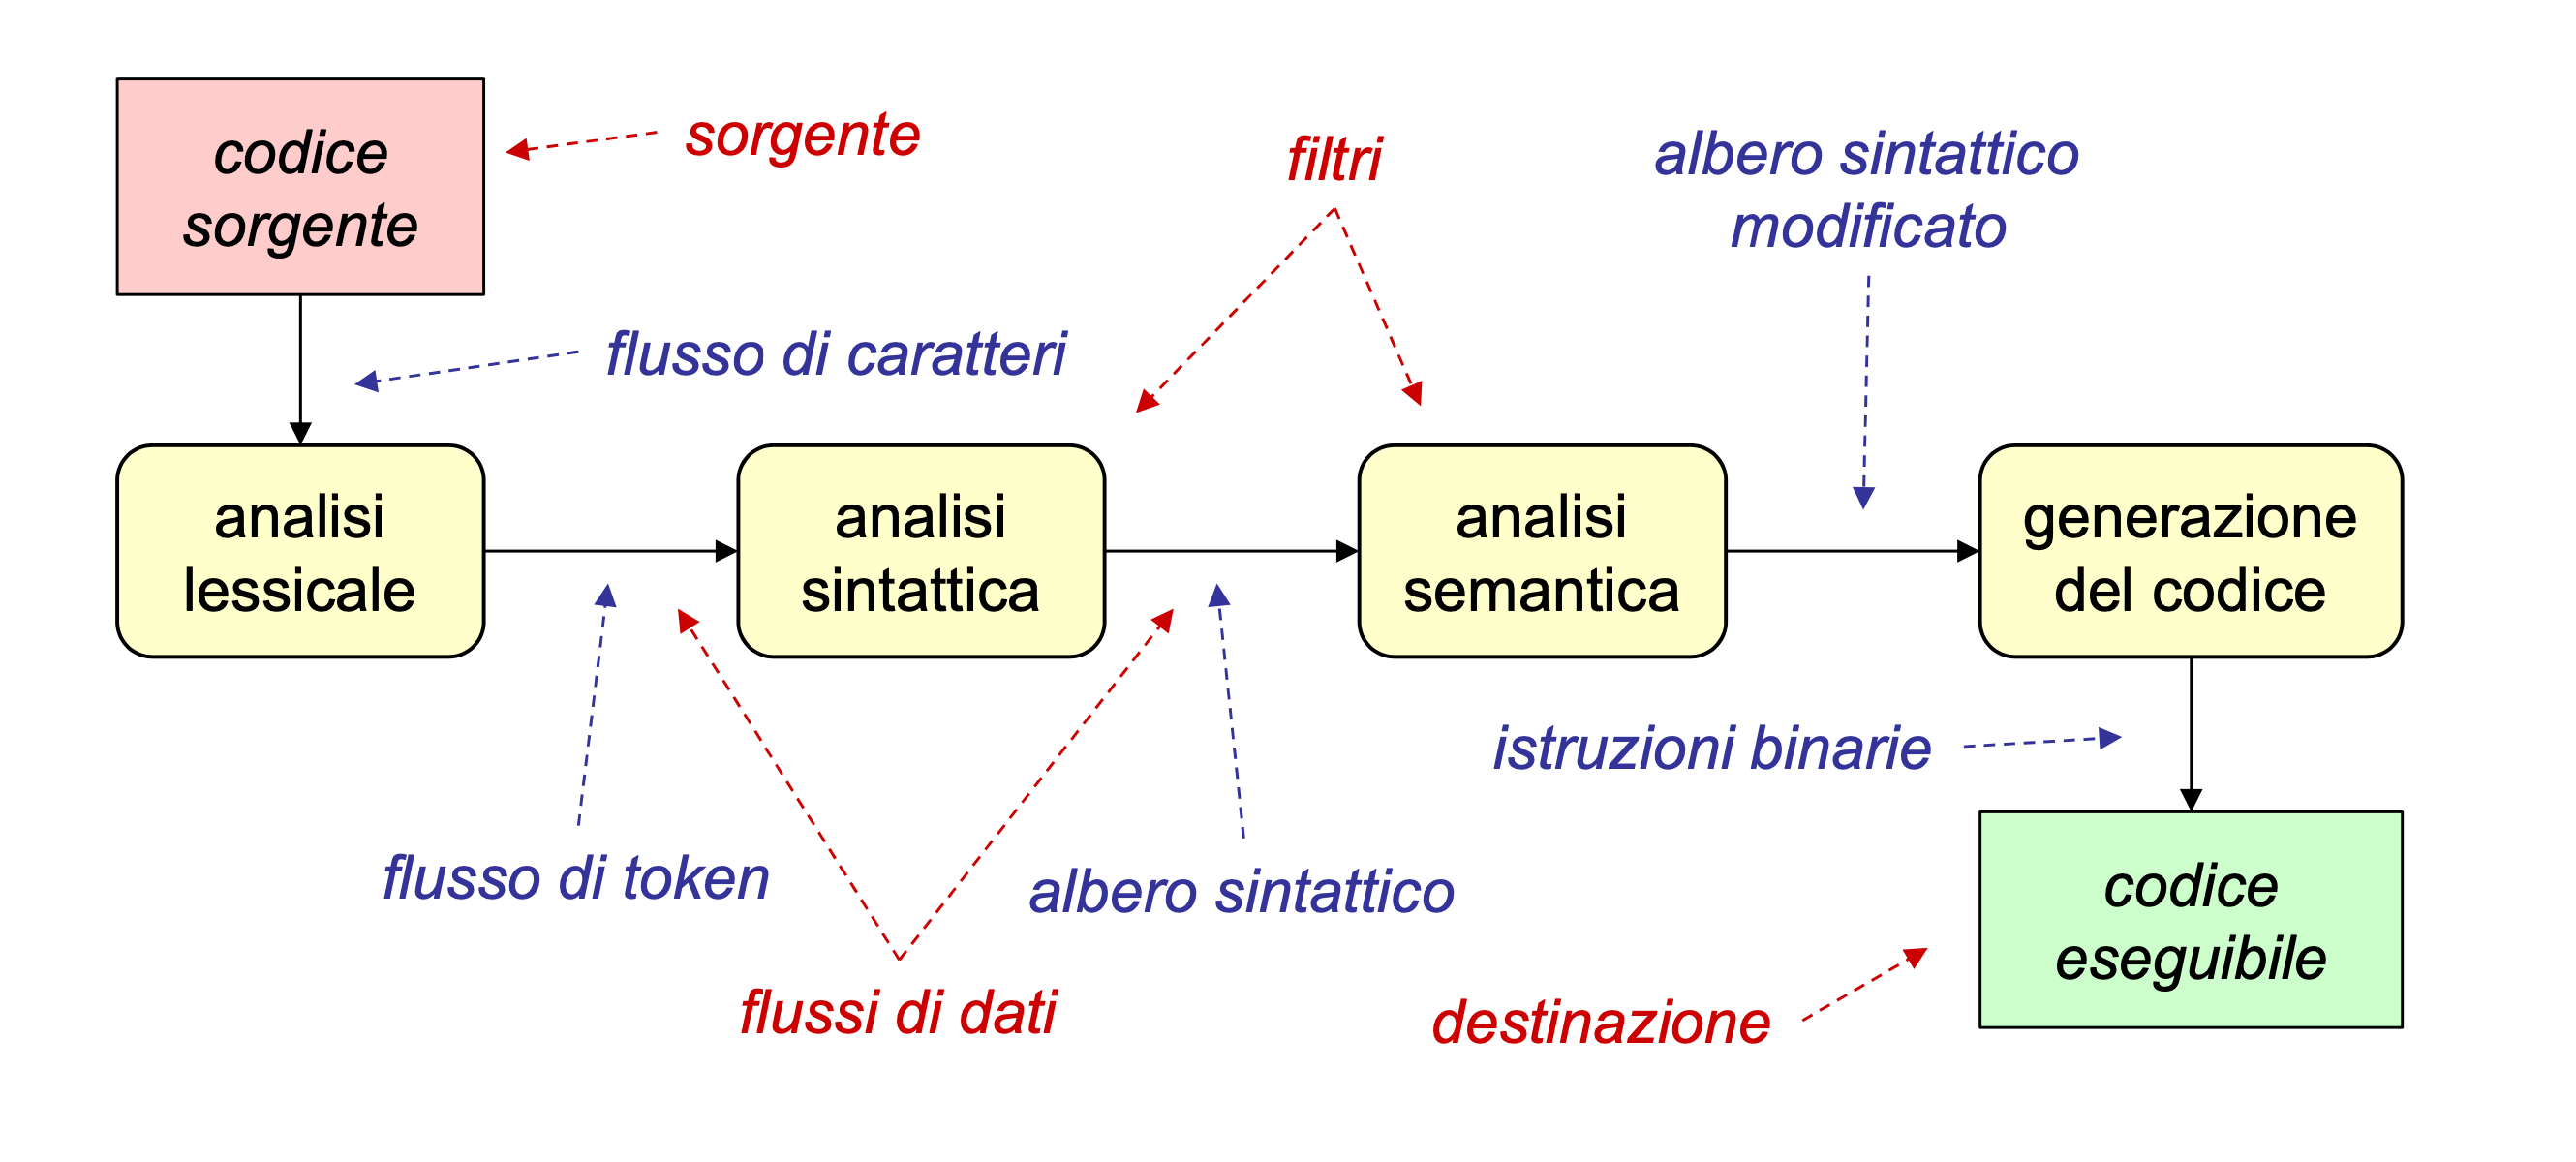 codice
sorgente
sorgente
filtri
albero sintattico
modificato
flusso di caratteri
analisi
lessicale
analisi
sintattica
analisi
semantica
generazione
del codice
istruzioni binarie
flusso di token
albero sintattico
codice
eseguibile
flussi di dati
destinazione